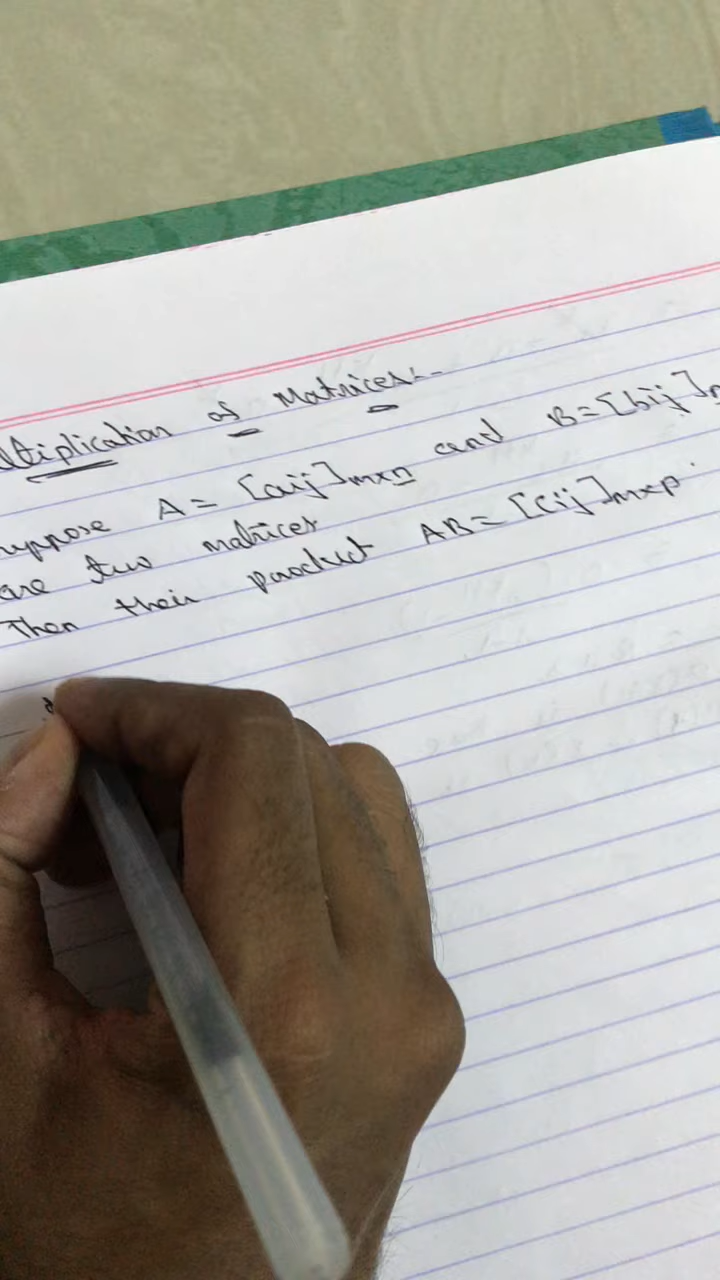 ltiplication of Matrices:-
uppose A = [aij]mxn and B=[bij]n
are two matrices
Then their product AB = [cij]mxp.